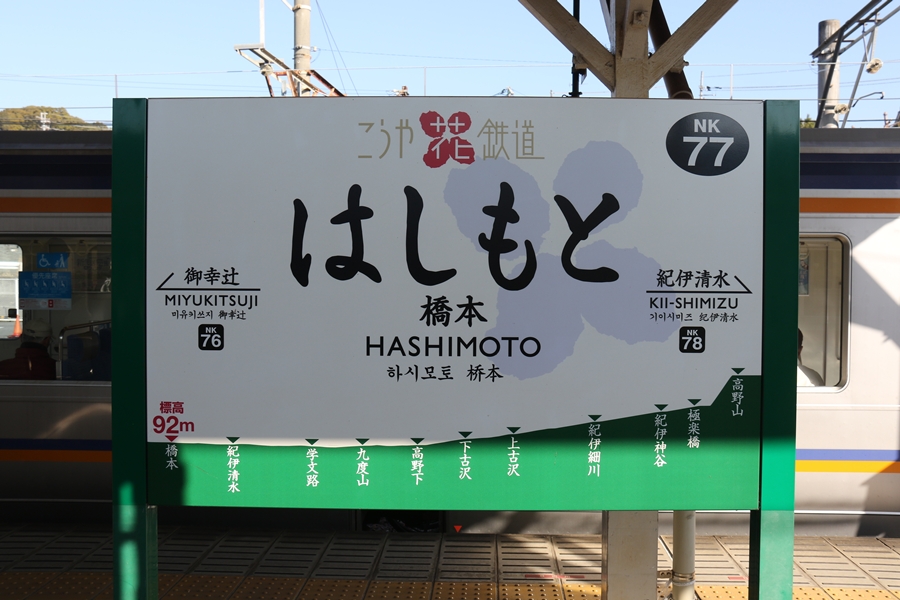 こうや花鉄道
NK
77
はしもと
橋本
HASHIMOTO
하시모토 桥本
御幸辻
MIYUKITSUJI
미유키쓰지 御幸辻
NK
76
紀伊清水
KII-SHIMIZU
기이시미즈 纪伊清水
NK
78
標高
92m
橋本
紀伊清水
学文路
九度山
高野下
下古沢
上古沢
紀伊細川
紀伊神谷
極楽橋
高野山